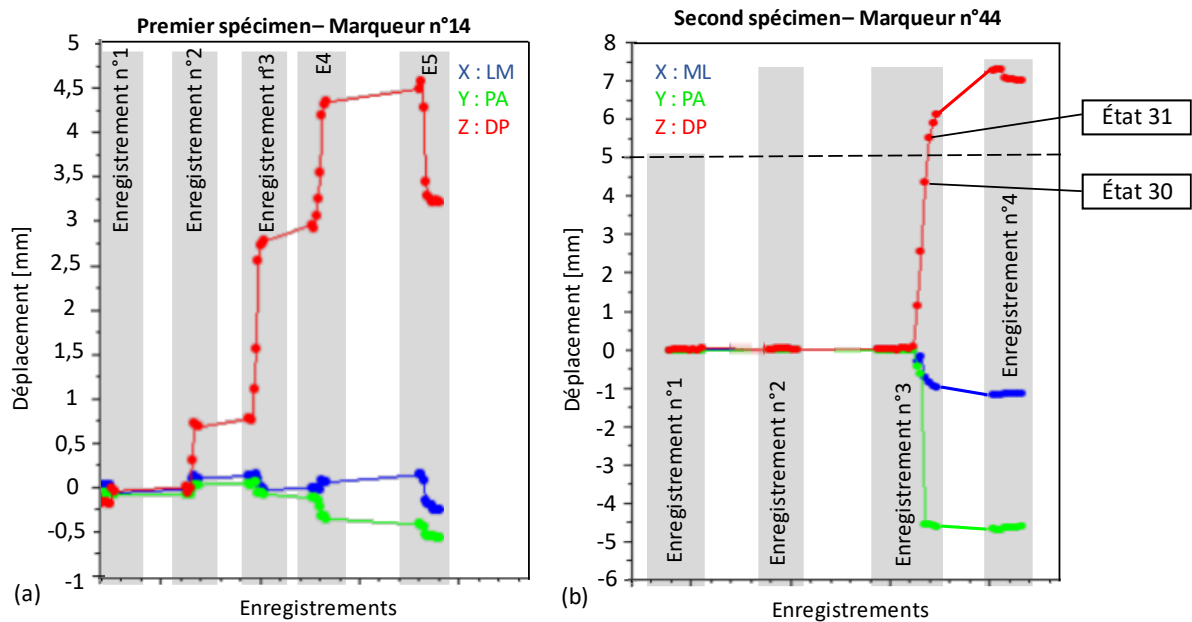 Premier spécimen– Marqueur n°14
Déplacement [mm]
5
4,5
4
3,5
3
2,5
2
1,5
1
0,5
0
-0,5
-1
Enregistrement n°1
Enregistrement n°2
Enregistrement n°3
E4
E5
X : LM
Y : PA
Z : DP
(a)
Enregistrements
Second spécimen– Marqueur n°44
Déplacement [mm]
8
7
6
5
4
3
2
1
0
-1
-2
-3
-4
-5
-6
X : ML
Y : PA
Z : DP
État 31
État 30
Enregistrement n°1
Enregistrement n°2
Enregistrement n°3
Enregistrement n°4
(b)
Enregistrements